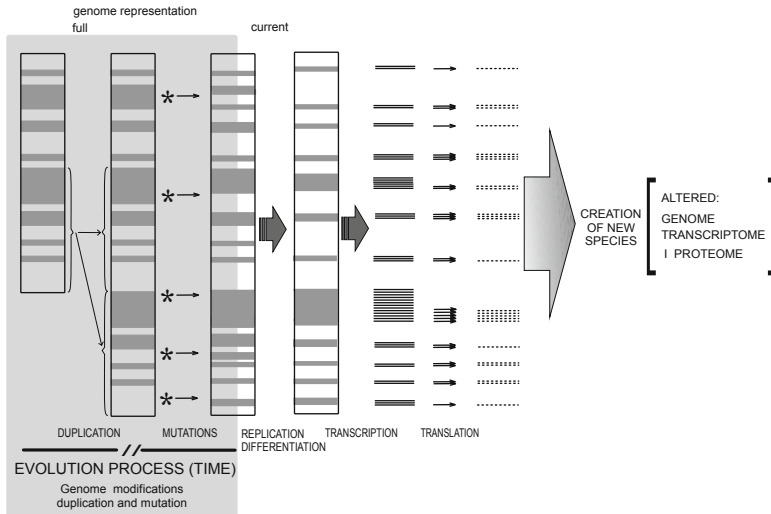 genome representation
full
current
*
*
*
*
*
CREATION
OF NEW
SPECIES
ALTERED:
GENOME
TRANSCRIPTOME
I PROTEOME
DUPLICATION
MUTATIONS
REPLICATION
DIFFERENTIATION
TRANSCRIPTION
TRANSLATION
EVOLUTION PROCESS (TIME)
Genome modifications
duplication and mutation